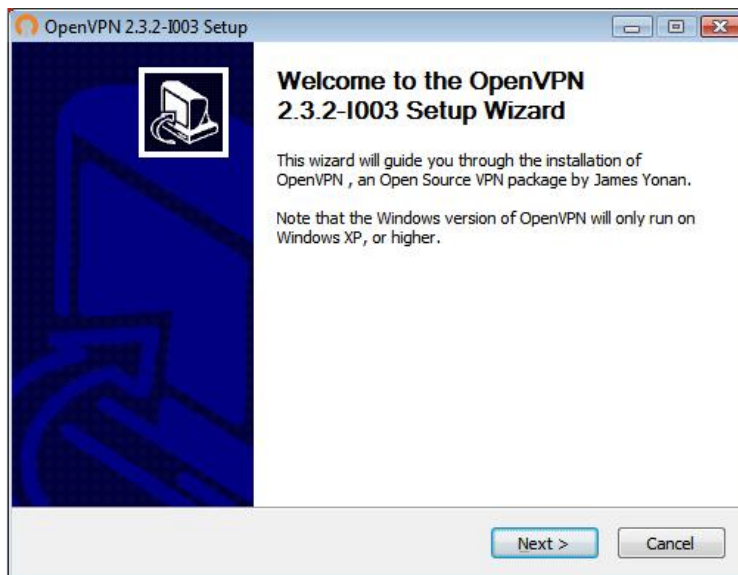 OpenVPN 2.3.2-I003 Setup
Welcome to the OpenVPN
2.3.2-I003 Setup Wizard
This wizard will guide you through the installation of
OpenVPN , an Open Source VPN package by James Yonan.
Note that the Windows version of OpenVPN will only run on
Windows XP, or higher.
Next >
Cancel